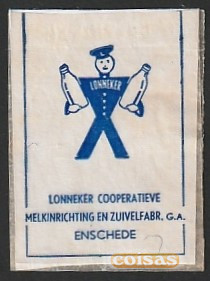 LONNEKER
LONNEKER COOPERATIEVE
MELKINRICHTING EN ZUIVELFABR. G.A.
ENSCHEDE
coisas